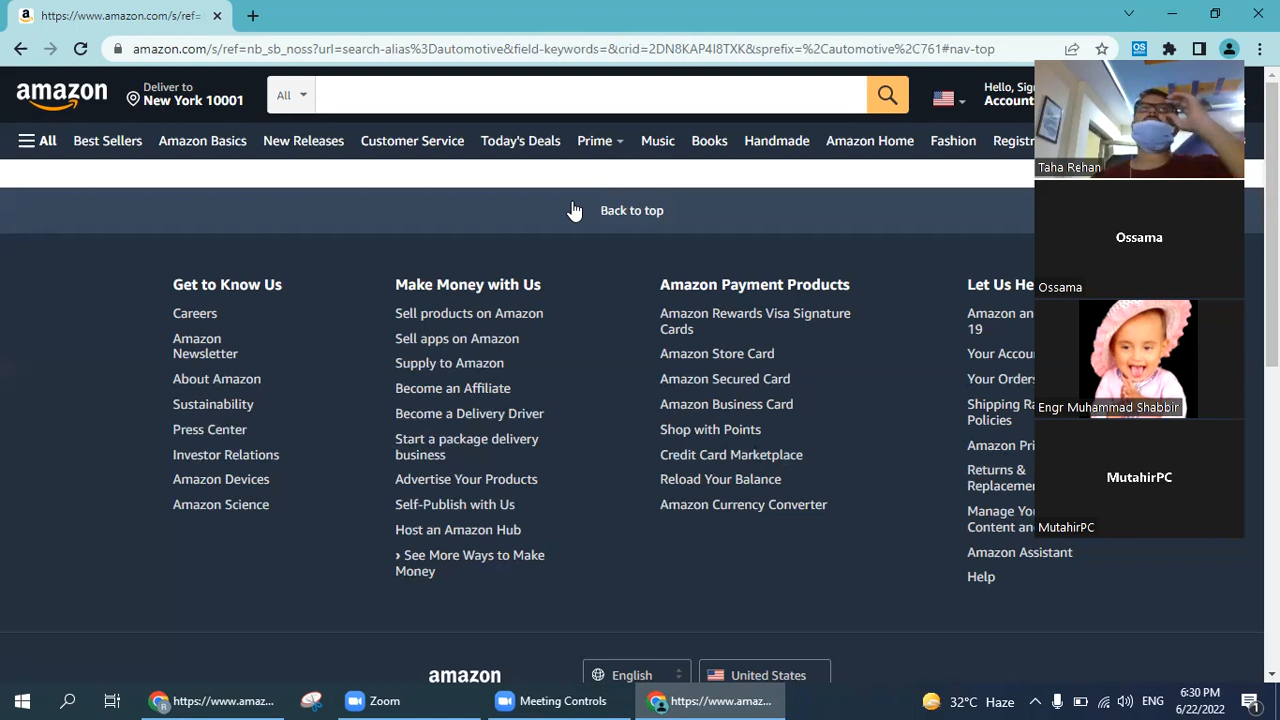 https://www.amazon.com/s/ref=
amazon.com/s/ref=nb_sb_noss?url=search-alias%3Dautomotive&field-keywords=&crid=2DN8KAP4I8TXK&sprefix=%2Cautomotive%2C761#nav-top
OS
amazon
Deliver to
New York 10001
All
Hello, Sign
Accoun
All
Best Sellers
Amazon Basics
New Releases
Customer Service
Today's Deals
Prime
Music
Books
Handmade
Amazon Home
Fashion
Registr
Back to top
Get to Know Us
Careers
Amazon
Newsletter
About Amazon
Sustainability
Press Center
Investor Relations
Amazon Devices
Amazon Science
Make Money with Us
Sell products on Amazon
Sell apps on Amazon
Supply to Amazon
Become an Affiliate
Become a Delivery Driver
Start a package delivery
business
Advertise Your Products
Self-Publish with Us
Host an Amazon Hub
› See More Ways to Make
Money
Amazon Payment Products
Amazon Rewards Visa Signature
Cards
Amazon Store Card
Amazon Secured Card
Amazon Business Card
Shop with Points
Credit Card Marketplace
Reload Your Balance
Amazon Currency Converter
Let Us He
Amazon an
19
Your Accou
Your Orders
Shipping Ra
Policies
Amazon Pri
Returns &
Replacemen
Manage You
Content and
Amazon Assistant
Help
Taha Rehan
Ossama
Ossama
Engr Muhammad Shabbir
MutahirPC
MutahirPC
amazon
English
United States
https://www.amaz...
Zoom
Meeting Controls
https://www.amaz...
32°C Haze
ENG
6:30 PM
6/22/2022
1